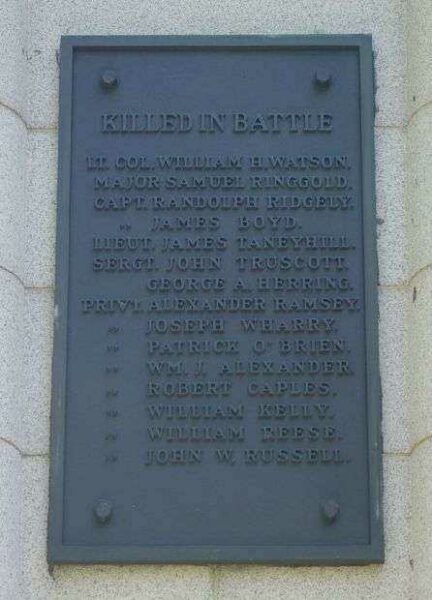 KILLED IN BATTLE
LT. COL. WILLIAM H. WATSON.
MAJOR SAMUEL RINGGOLD.
CAPT. RANDOLPH RIDGELY.
" JAMES BOYD.
LIEUT. JAMES TANEYHILL.
SERGT. JOHN TRUSCOTT.
GEORGE A. HERRING.
PRIV'T. ALEXANDER RAMSEY.
" JOSEPH WHARRY.
" PATRICK O'BRIEN.
" WM. J. ALEXANDER.
" ROBERT CAPLES.
" WILLIAM KELLY.
" WILLIAM REESE.
" JOHN W. RUSSELL.